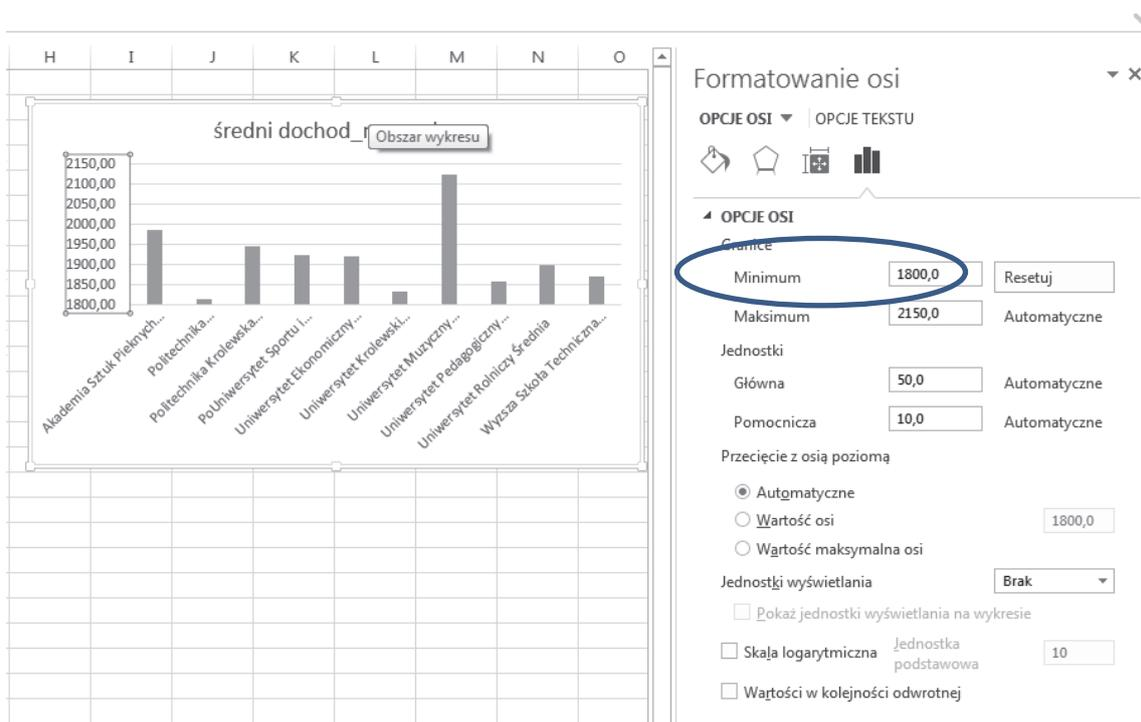 H I J K L M N O
średni dochod_r
Obszar wykresu
2150,00
2100,00
2050,00
2000,00
1950,00
1900,00
1850,00
1800,00
Akademia Sztuk Pieknych...
Politechnika...
Politechnika Krolewska...
PoUniwersytet Sportu i...
Uniwersytet Ekonomiczny...
Uniwersytet Krolewski...
Uniwersytet Muzyczny...
Uniwersytet Pedagogiczny...
Uniwersytet Rolniczy Średnia
Wyzsza Szkoła Techniczna...
Formatowanie osi
OPCJE OSI OPCJE TEKSTU
OPCJE OSI
Granice
Minimum 1800,0 Resetuj
Maksimum 2150,0 Automatyczne
Jednostki
Główna 50,0 Automatyczne
Pomocnicza 10,0 Automatyczne
Przecięcie z osią poziomą
Automatyczne
Wartość osi 1800,0
Wartość maksymalna osi
Jednostki wyświetlania Brak
Pokaż jednostki wyświetlania na wykresie
Skala logarytmiczna Jednostka podstawowa 10
Wartości w kolejności odwrotnej